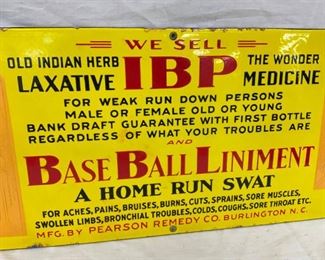 WE SELL
OLD INDIAN HERB IBP THE WONDER
LAXATIVE MEDICINE
FOR WEAK RUN DOWN PERSONS
MALE OR FEMALE OLD OR YOUNG
BANK DRAFT GUARANTEE WITH FIRST BOTTLE
REGARDLESS OF WHAT YOUR TROUBLES ARE
AND
BASE BALL LINIMENT
A HOME RUN SWAT
FOR ACHES, PAINS, BRUISES, BURNS, CUTS, SPRAINS, SORE MUSCLES,
SWOLLEN LIMBS, BRONCHIAL TROUBLES, COLDS, COUGHS, SORE THROAT ETC.
MFG. BY PEARSON REMEDY CO. BURLINGTON N.C.